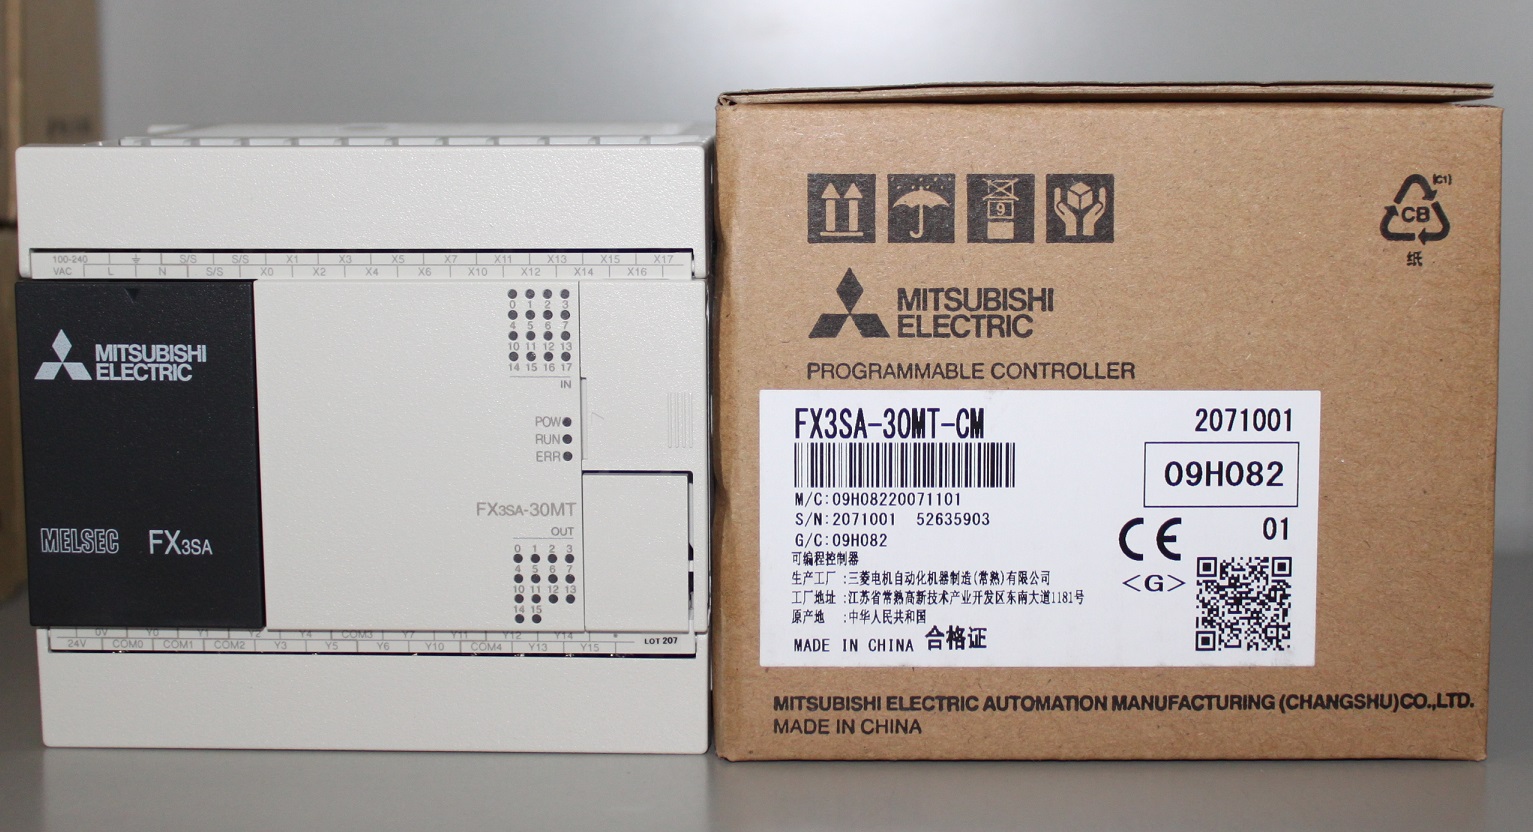 100-240 ⏚ S/S S/S X1 X3 X5 X7 X11 X13 X15 X17
VAC L N S/S X0 X2 X4 X6 X10 X12 X14 X16
MITSUBISHI
ELECTRIC
MELSEC FX3SA
0 1 2 3
4 5 6 7
10 11 12 13
14 15 16 17
IN
POW
RUN
ERR
FX3SA-30MT
OUT
0 1 2 3
4 5 6 7
10 11 12 13
14 15
0V Y0 Y1 Y2 Y4 COM3 Y7 Y11 Y12 Y14 •
24V COM0 COM1 COM2 Y3 Y5 Y6 Y10 COM4 Y13 Y15
LOT 207
9
(C1)
CB
纸
MITSUBISHI
ELECTRIC
PROGRAMMABLE CONTROLLER
FX3SA-30MT-CM 2071001
09H082
M/C:09H08220071101
S/N:2071001 52635903
G/C:09H082
CE 01
<G>
可编程控制器
生产工厂 :三菱电机自动化机器制造(常熟)有限公司
工厂地址 :江苏省常熟高新技术产业开发区东南大道1181号
原产地 :中华人民共和国
MADE IN CHINA 合格证
MITSUBISHI ELECTRIC AUTOMATION MANUFACTURING (CHANGSHU)CO.,LTD.
MADE IN CHINA